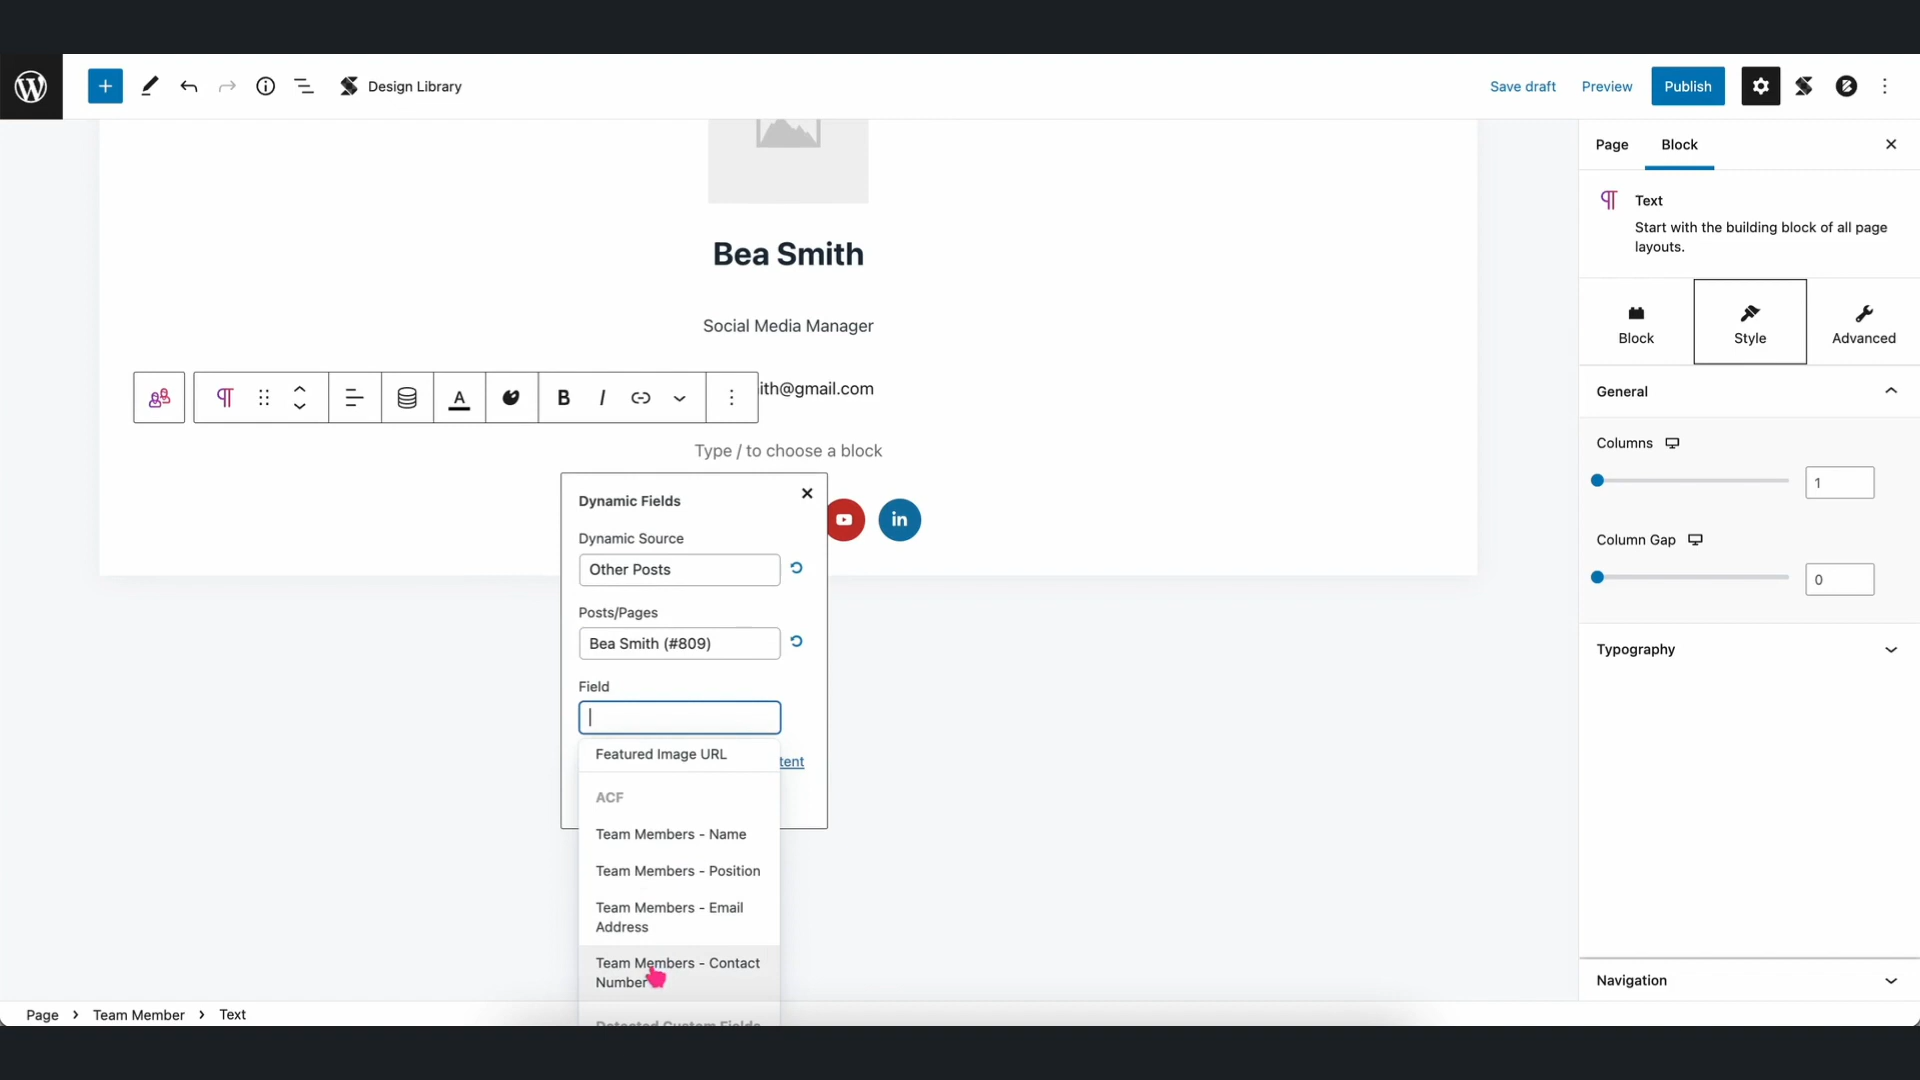 Design Library
Save draft
Preview
Publish
Page
Block
Text
Start with the building block of all page
layouts.
Block
Style
Advanced
General
Columns
1
Column Gap
0
Typography
Navigation
Bea Smith
Social Media Manager
ith@gmail.com
B I
A
Type / to choose a block
in
Dynamic Fields
Dynamic Source
Other Posts
Posts/Pages
Bea Smith (#809)
Field
Featured Image URL
tent
ACF
Team Members - Name
Team Members - Position
Team Members - Email
Address
Team Members - Contact
Number
Detected Custom Fields
Page > Team Member > Text